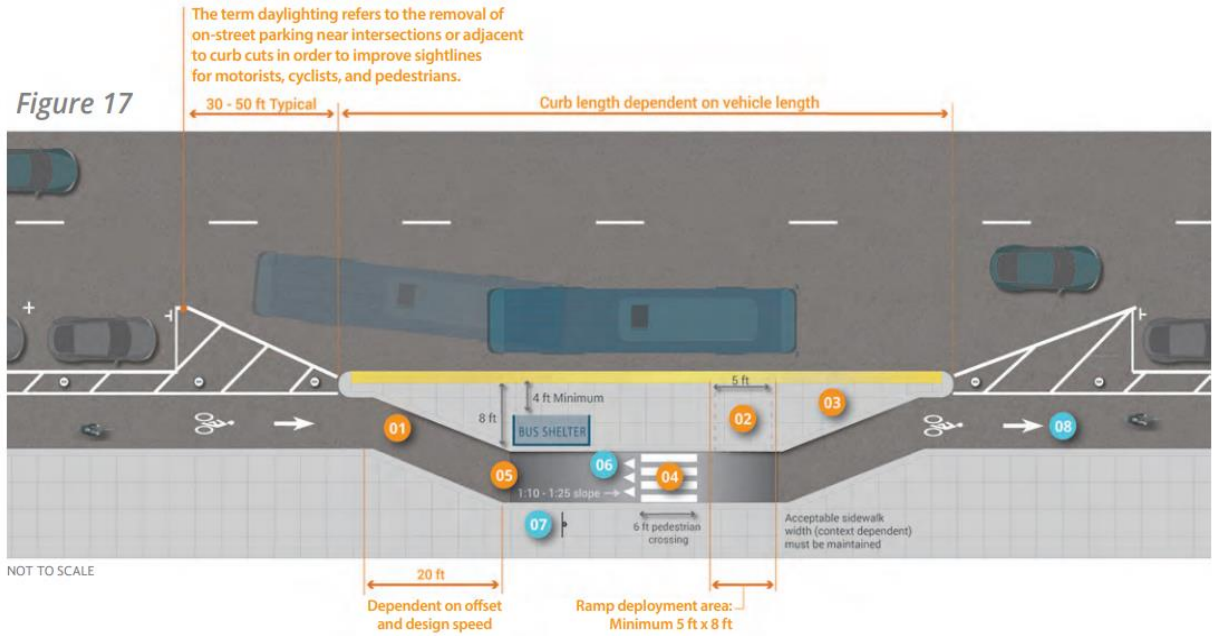 The term daylighting refers to the removal of
on-street parking near intersections or adjacent
to curb cuts in order to improve sightlines
for motorists, cyclists, and pedestrians.
Figure 17
30 - 50 ft Typical
Curb length dependent on vehicle length
5 ft
4 ft Minimum
8 ft
03
02
01
BUS SHELTER
08
06
05
04
1:10 - 1:25 slope
07
6 ft pedestrian
crossing
Acceptable sidewalk
width (context dependent)
must be maintained
NOT TO SCALE
20 ft
Dependent on offset
and design speed
Ramp deployment area:
Minimum 5 ft x 8 ft